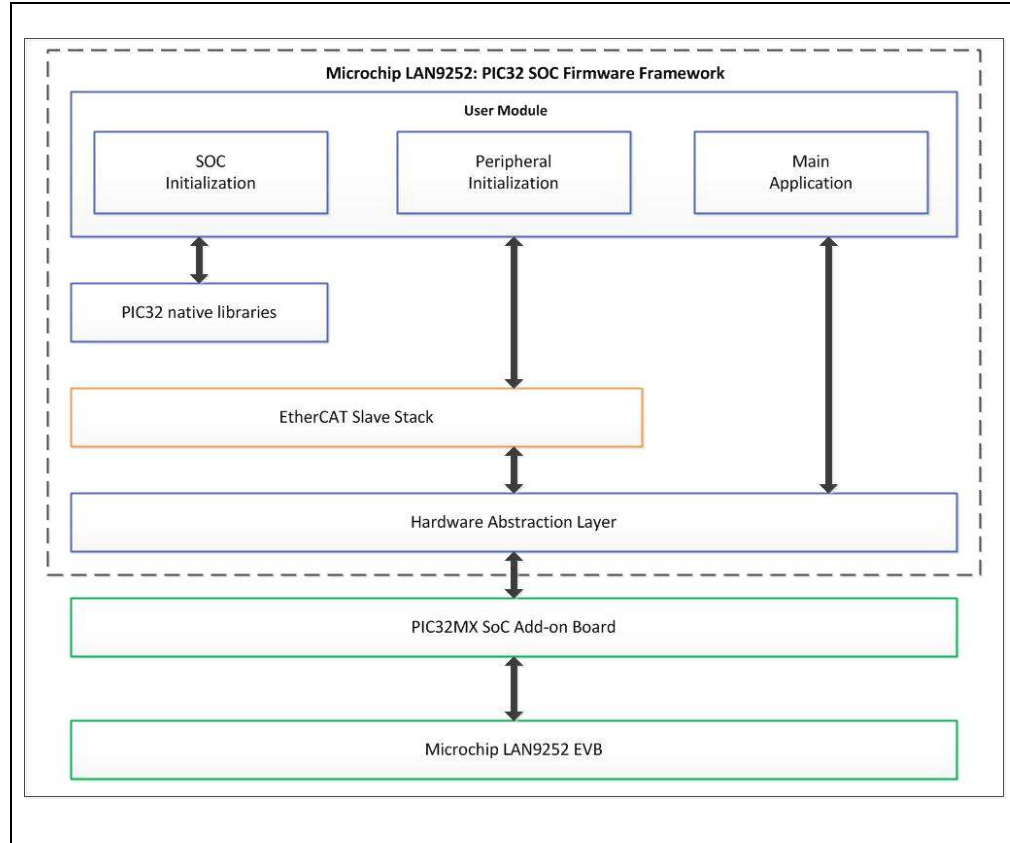 Microchip LAN9252: PIC32 SOC Firmware Framework
User Module
SOC
Initialization
Peripheral
Initialization
Main
Application
PIC32 native libraries
EtherCAT Slave Stack
Hardware Abstraction Layer
PIC32MX SoC Add-on Board
Microchip LAN9252 EVB